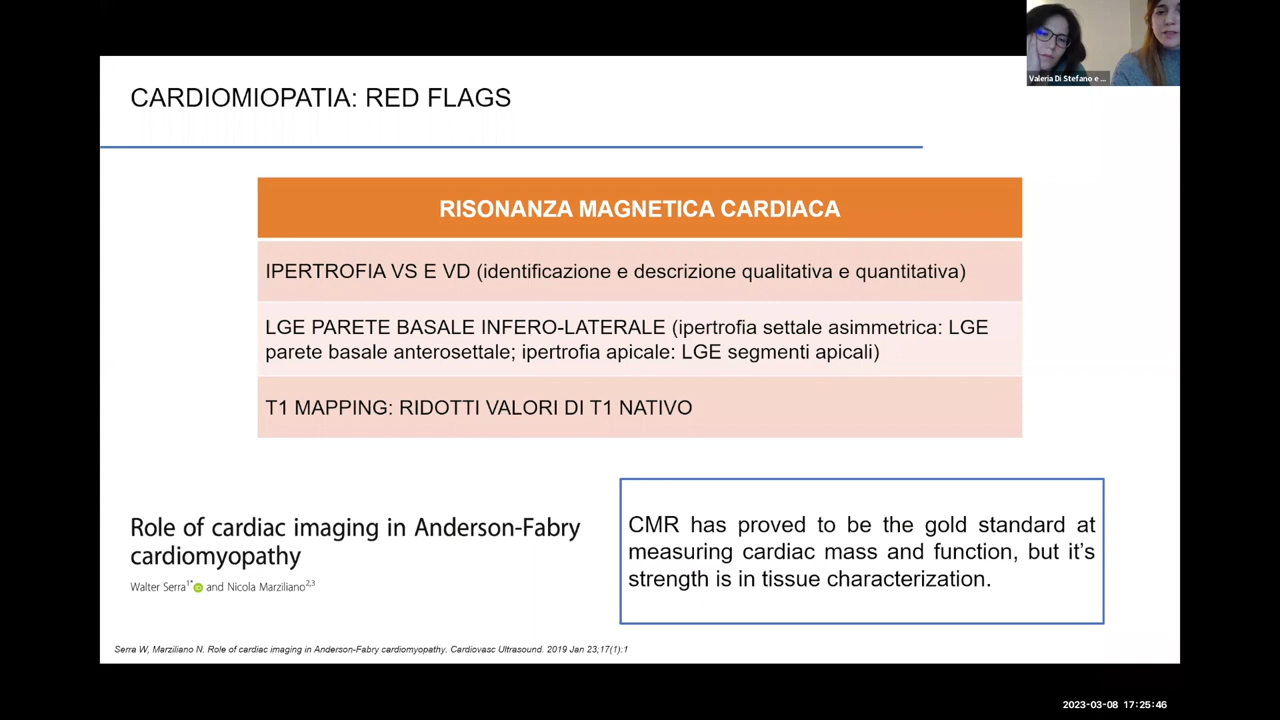 Valeria Di Stefano e ...
CARDIOMIOPATIA: RED FLAGS
RISONANZA MAGNETICA CARDIACA
IPERTROFIA VS E VD (identificazione e descrizione qualitativa e quantitativa)
LGE PARETE BASALE INFERO-LATERALE (ipertrofia settale asimmetrica: LGE
parete basale anterosettale; ipertrofia apicale: LGE segmenti apicali)
T1 MAPPING: RIDOTTI VALORI DI T1 NATIVO
Role of cardiac imaging in Anderson-Fabry
cardiomyopathy
Walter Serra1* iD and Nicola Marziliano2,3
CMR has proved to be the gold standard at
measuring cardiac mass and function, but it's
strength is in tissue characterization.
Serra W, Marziliano N. Role of cardiac imaging in Anderson-Fabry cardiomyopathy. Cardiovasc Ultrasound. 2019 Jan 23;17(1):1
2023-03-08 17:25:46